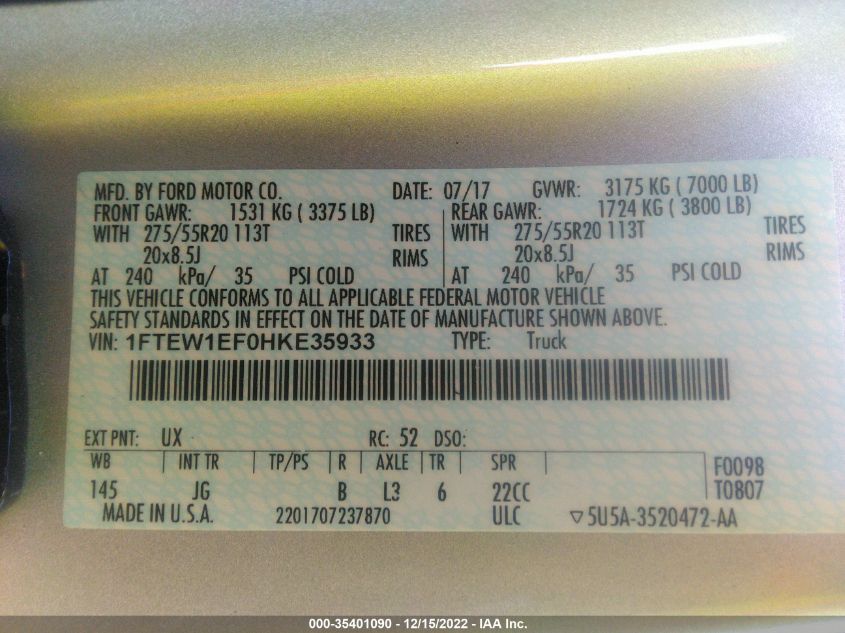 MFD. BY FORD MOTOR CO. DATE: 07/17 GVWR: 3175 KG ( 7000 LB)
FRONT GAWR: 1531 KG ( 3375 LB) REAR GAWR: 1724 KG ( 3800 LB)
WITH 275/55R20 113T TIRES WITH 275/55R20 113T TIRES
20x8.5J RIMS 20x8.5J RIMS
AT 240 kPa/ 35 PSI COLD AT 240 kPa/ 35 PSI COLD
THIS VEHICLE CONFORMS TO ALL APPLICABLE FEDERAL MOTOR VEHICLE
SAFETY STANDARDS IN EFFECT ON THE DATE OF MANUFACTURE SHOWN ABOVE.
VIN: 1FTEW1EF0HKE35933 TYPE: Truck
EXT PNT: UX RC: 52 DSO:
WB INT TR TP/PS R AXLE TR SPR F0098
145 JG B L3 6 22CC T0807
MADE IN U.S.A. 2201707237870 ULC ▽5U5A-3520472-AA
000-35401090 - 12/15/2022 - IAA Inc.